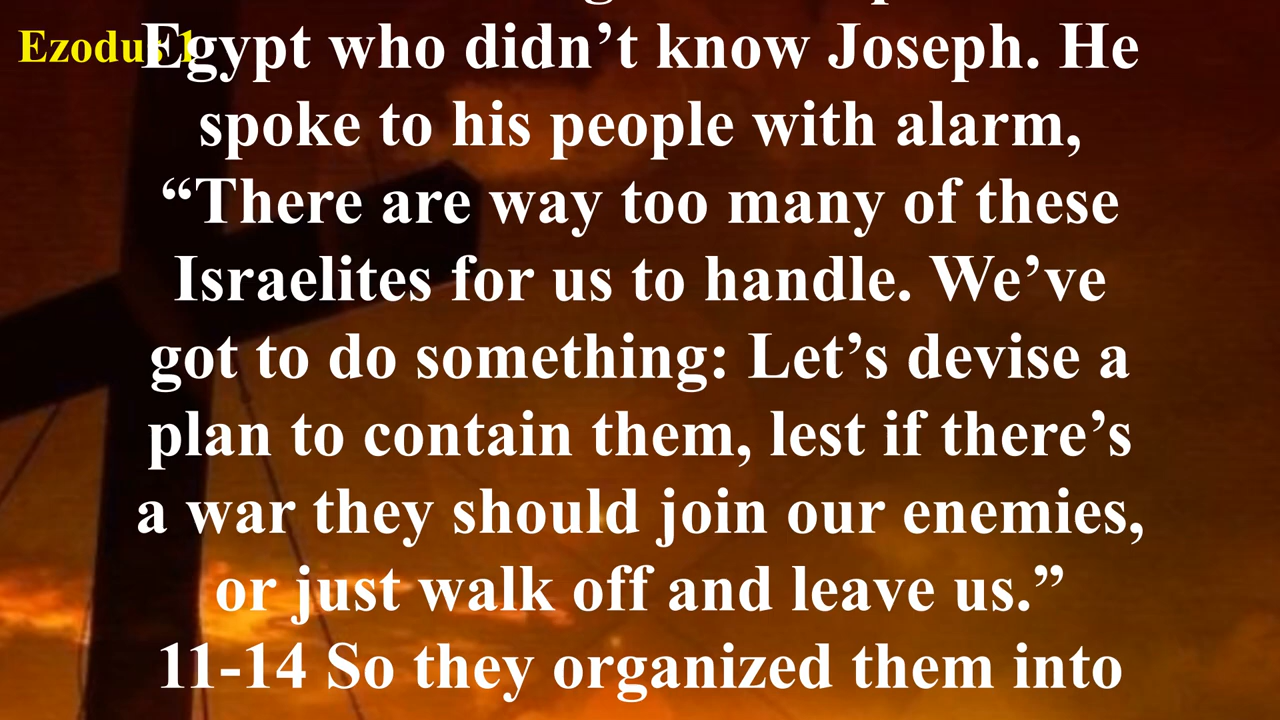 Ezodus 1
Egypt who didn’t know Joseph. He
spoke to his people with alarm,
“There are way too many of these
Israelites for us to handle. We’ve
got to do something: Let’s devise a
plan to contain them, lest if there’s
a war they should join our enemies,
or just walk off and leave us.”
11-14 So they organized them into